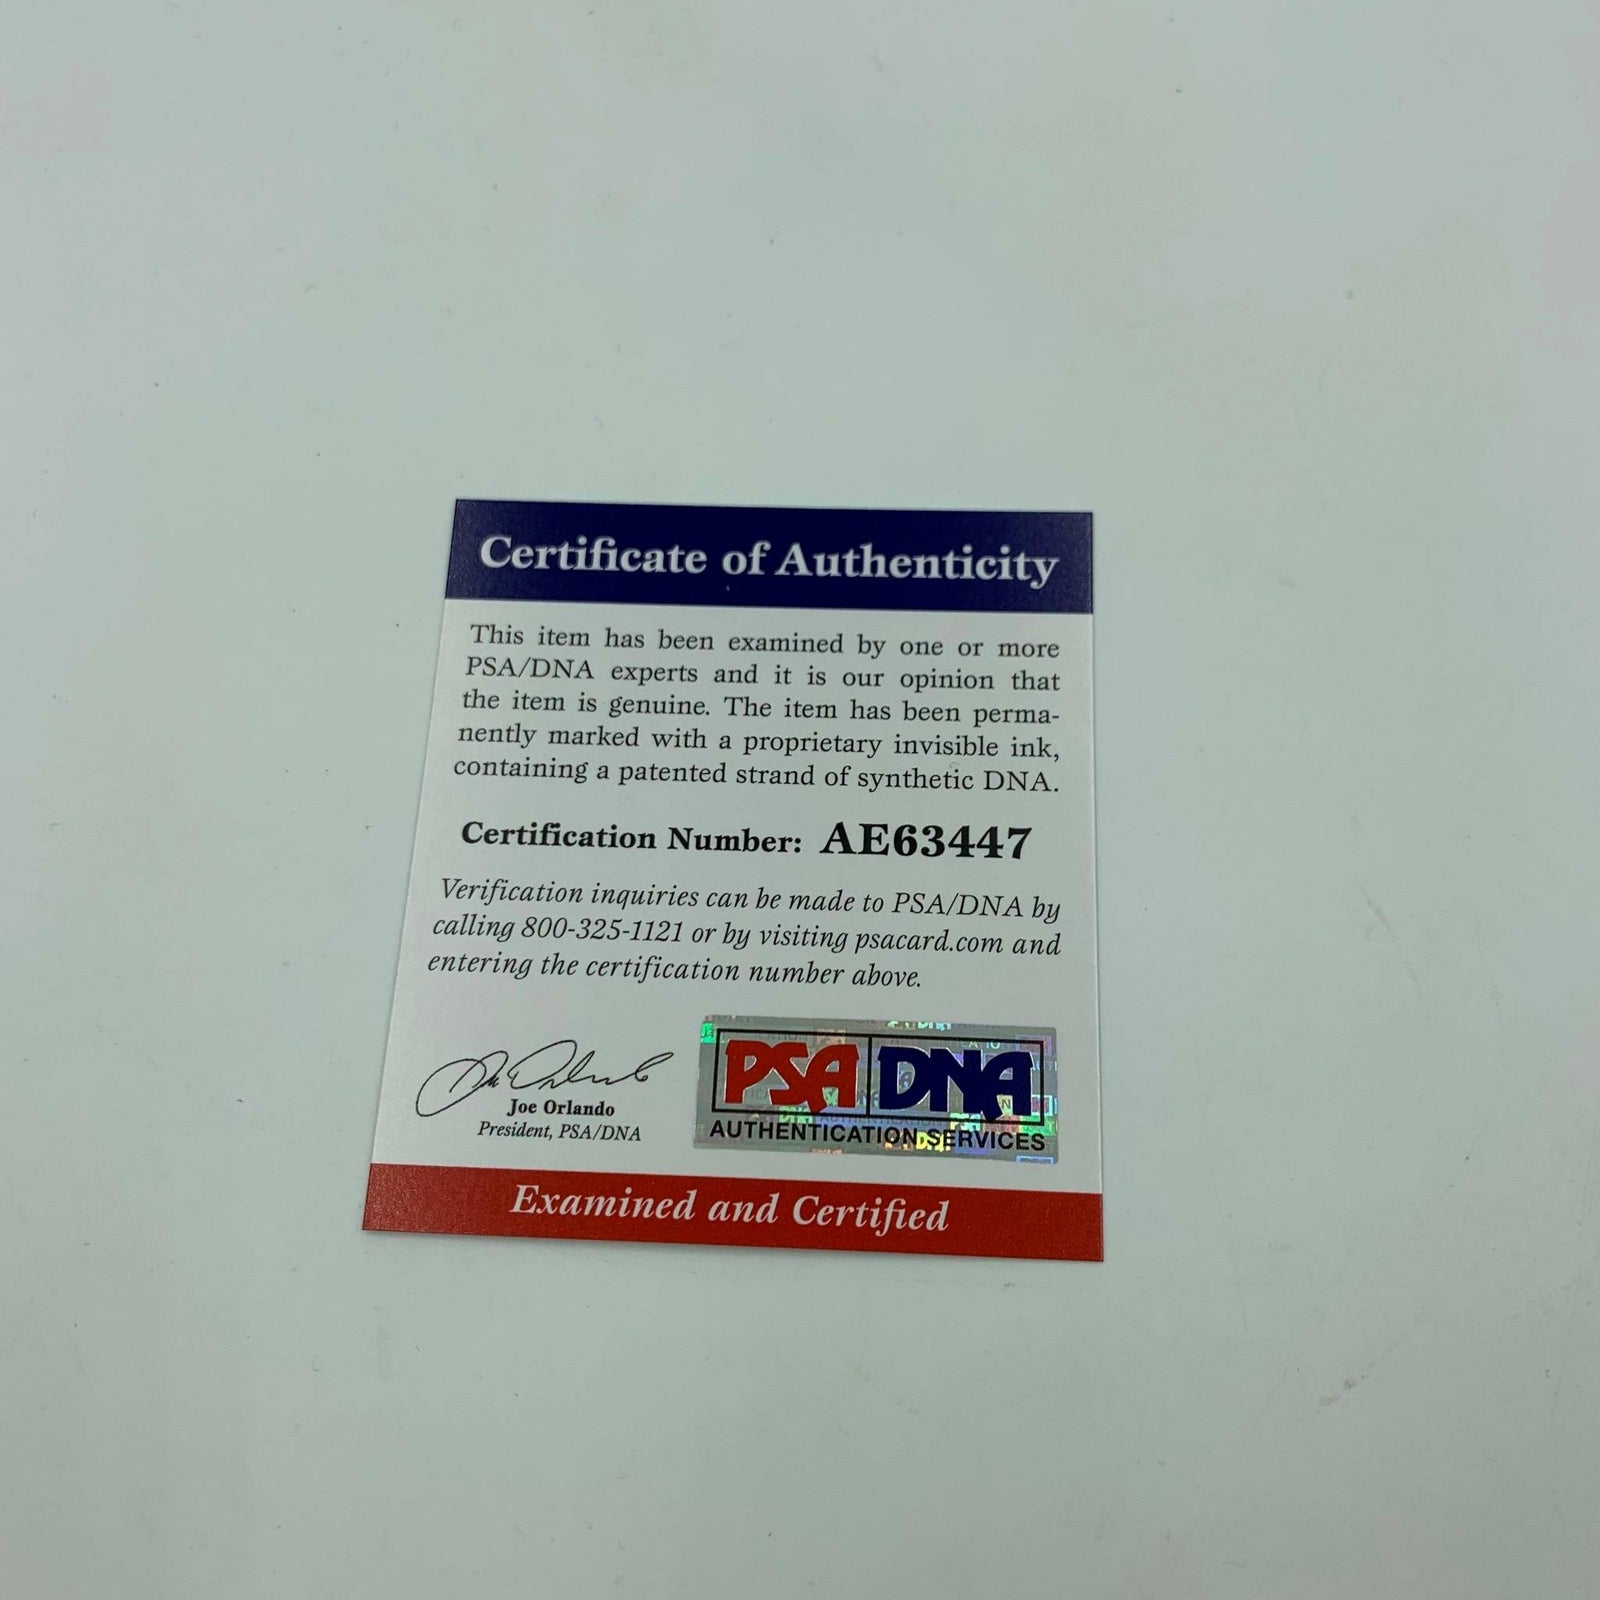 Certificate of Authenticity
This item has been examined by one or more
PSA/DNA experts and it is our opinion that
the item is genuine. The item has been perma-
nently marked with a proprietary invisible ink,
containing a patented strand of synthetic DNA.
Certification Number: AE63447
Verification inquiries can be made to PSA/DNA by
calling 800-325-1121 or by visiting psacard.com and
entering the certification number above.
Joe Orlando
President, PSA/DNA
PSA DNA
AUTHENTICATION SERVICES
Examined and Certified